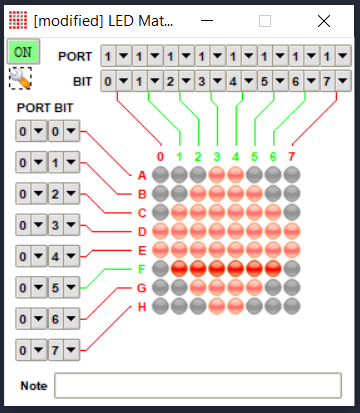 [modified] LED Mat...
ON
PORT 1 1 1 1 1 1 1 1
BIT 0 1 2 3 4 5 6 7
PORT BIT
0 0
0 1
0 2
0 3
0 4
0 5
0 6
0 7
0 1 2 3 4 5 6 7
A
B
C
D
E
F
G
H
Note